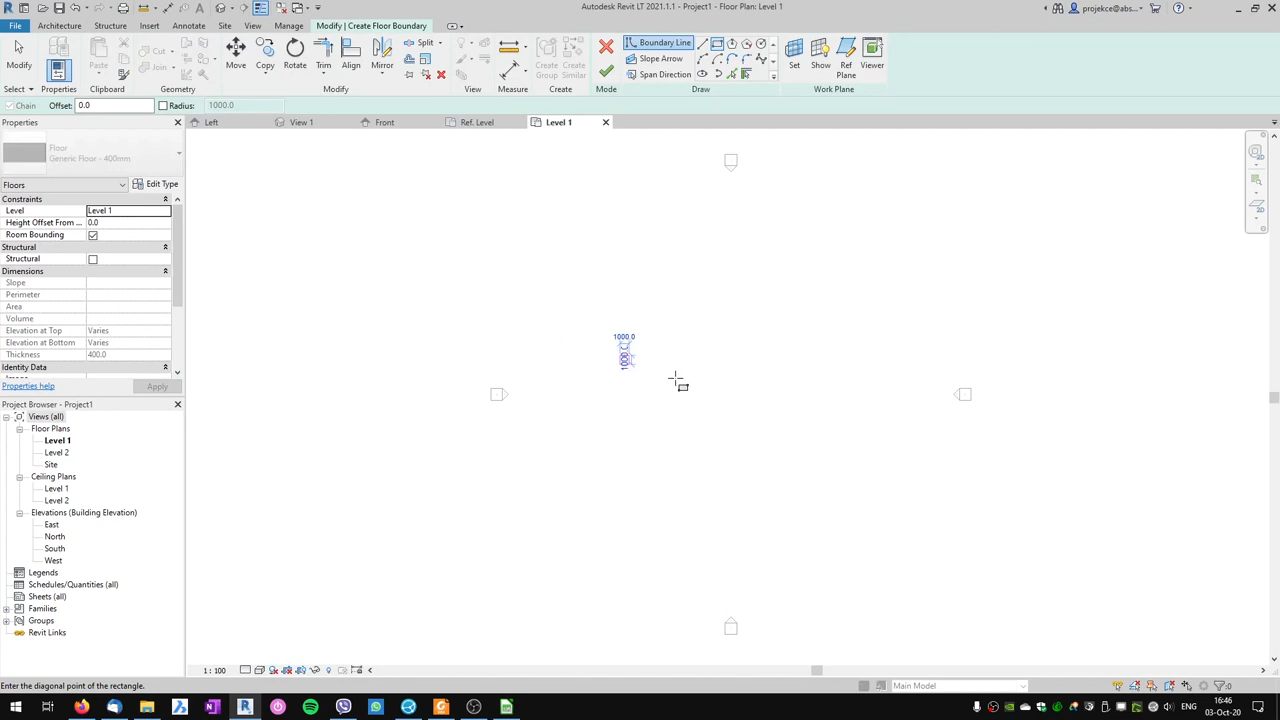 Autodesk Revit LT 2021.1.1 - Project1 - Floor Plan: Level 1
projekce@abs...
File
Architecture
Structure
Insert
Annotate
Site
View
Manage
Modify | Create Floor Boundary
Modify
Paste
Cut
Join
Move
Copy
Rotate
Trim
Align
Mirror
Split
Create Group
Create Similar
Boundary Line
Slope Arrow
Span Direction
Set
Show
Ref Plane
Viewer
Select
Properties
Clipboard
Geometry
Modify
View
Measure
Create
Mode
Draw
Work Plane
Chain
Offset:
0.0
Radius:
1000.0
Properties
Left
View 1
Front
Ref. Level
Level 1
Floor
Generic Floor - 400mm
Floors
Edit Type
Constraints
Level
Level 1
Height Offset From ...
0.0
Room Bounding
Structural
Structural
Dimensions
Slope
Perimeter
Area
Volume
Elevation at Top
Varies
Elevation at Bottom
Varies
Thickness
400.0
Identity Data
Properties help
Apply
Project Browser - Project1
Views (all)
Floor Plans
Level 1
Level 2
Site
Ceiling Plans
Level 1
Level 2
Elevations (Building Elevation)
East
North
South
West
Legends
Schedules/Quantities (all)
Sheets (all)
Families
Groups
Revit Links
1000.0
1 : 100
Enter the diagonal point of the rectangle.
Main Model
:0
ENG
16:46
03-Oct-20